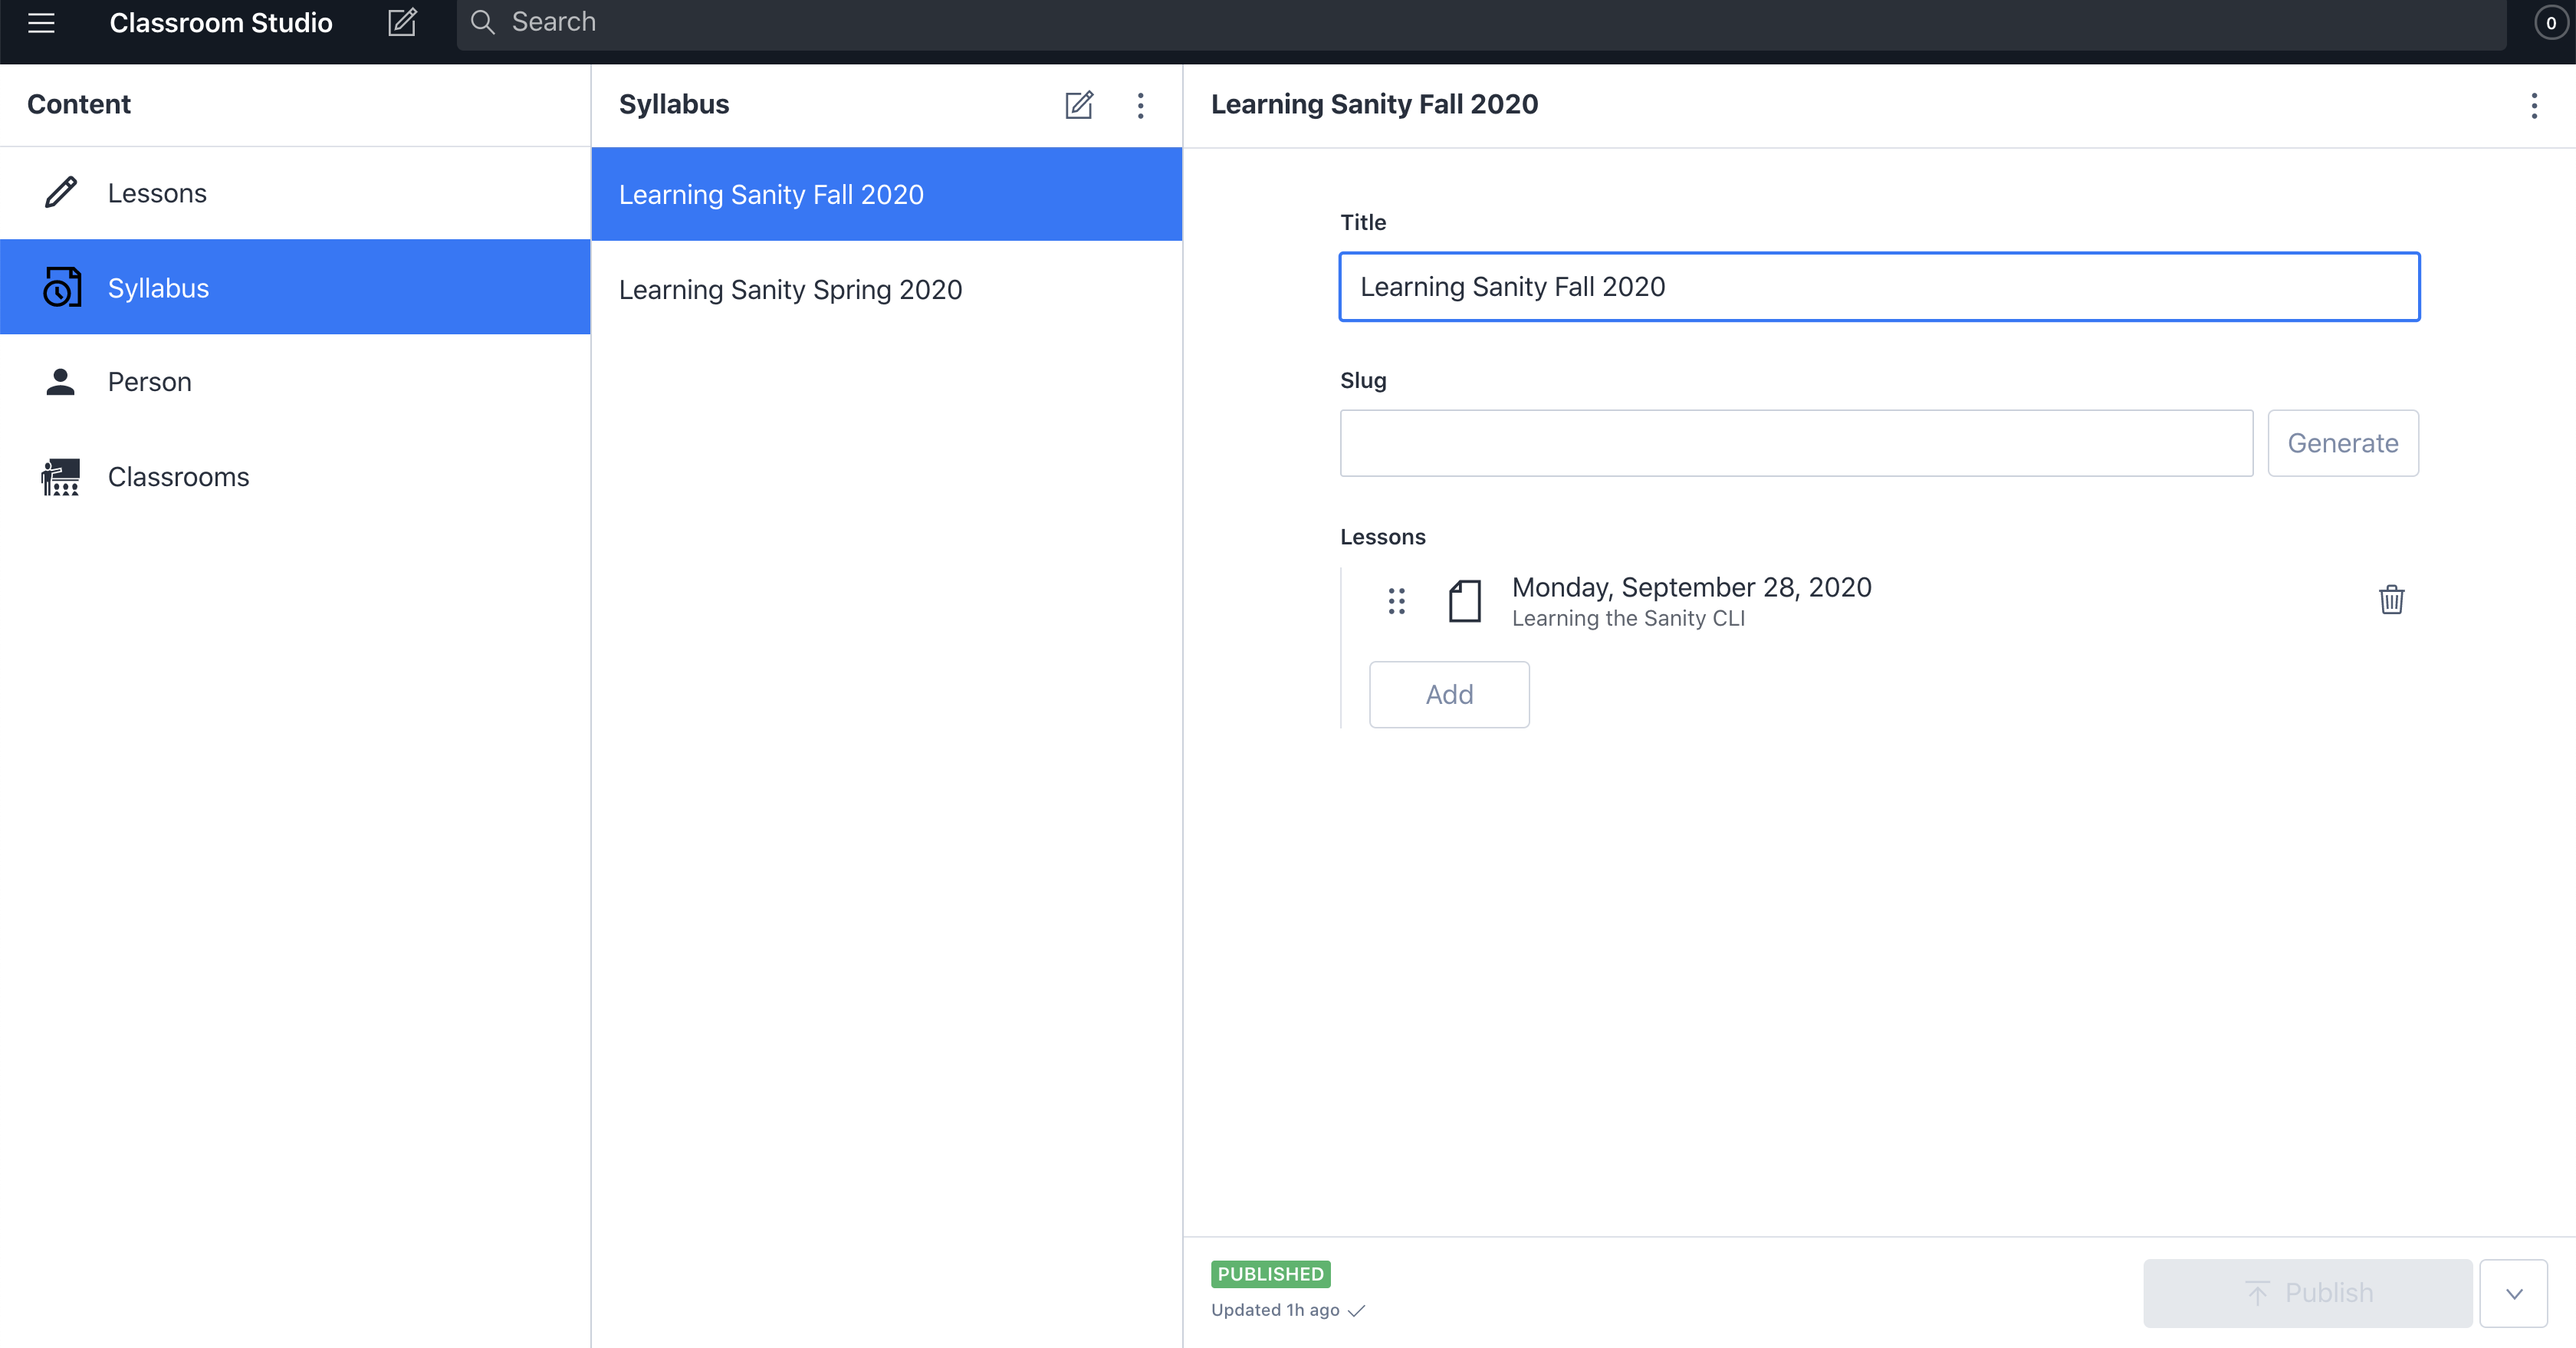 Classroom Studio
Search
0
Content
Lessons
Syllabus
Person
Classrooms
Syllabus
Learning Sanity Fall 2020
Learning Sanity Spring 2020
Learning Sanity Fall 2020
Title
Learning Sanity Fall 2020
Slug
Generate
Lessons
Monday, September 28, 2020
Learning the Sanity CLI
Add
PUBLISHED
Updated 1h ago
Publish